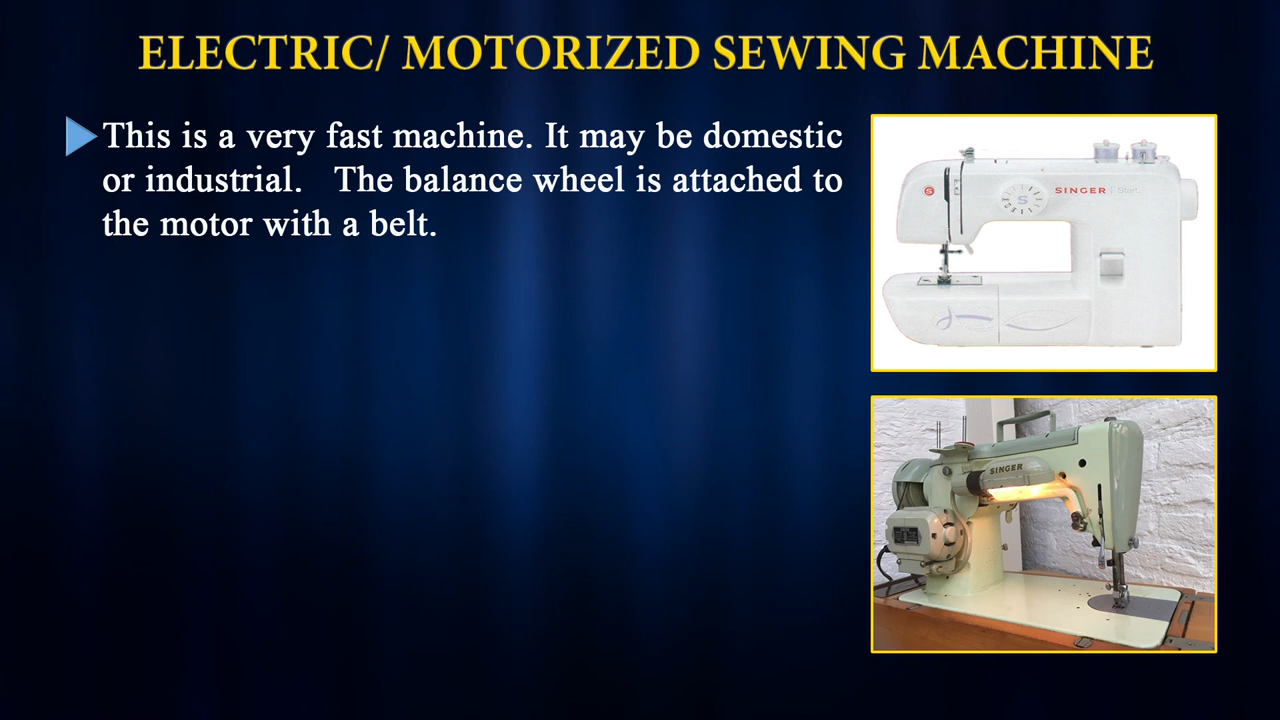 ELECTRIC/ MOTORIZED SEWING MACHINE
This is a very fast machine. It may be domestic
or industrial. The balance wheel is attached to
the motor with a belt.
SINGER | Start
S
S
SINGER